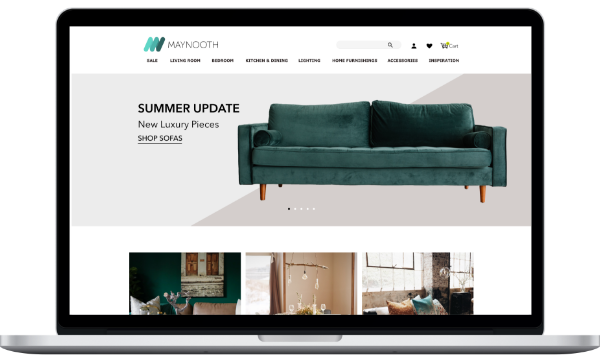 MAYNOOTH
Cart
SALE LIVING ROOM BEDROOM KITCHEN & DINING LIGHTING HOME FURNISHINGS ACCESSORIES INSPIRATION
SUMMER UPDATE
New Luxury Pieces
SHOP SOFAS